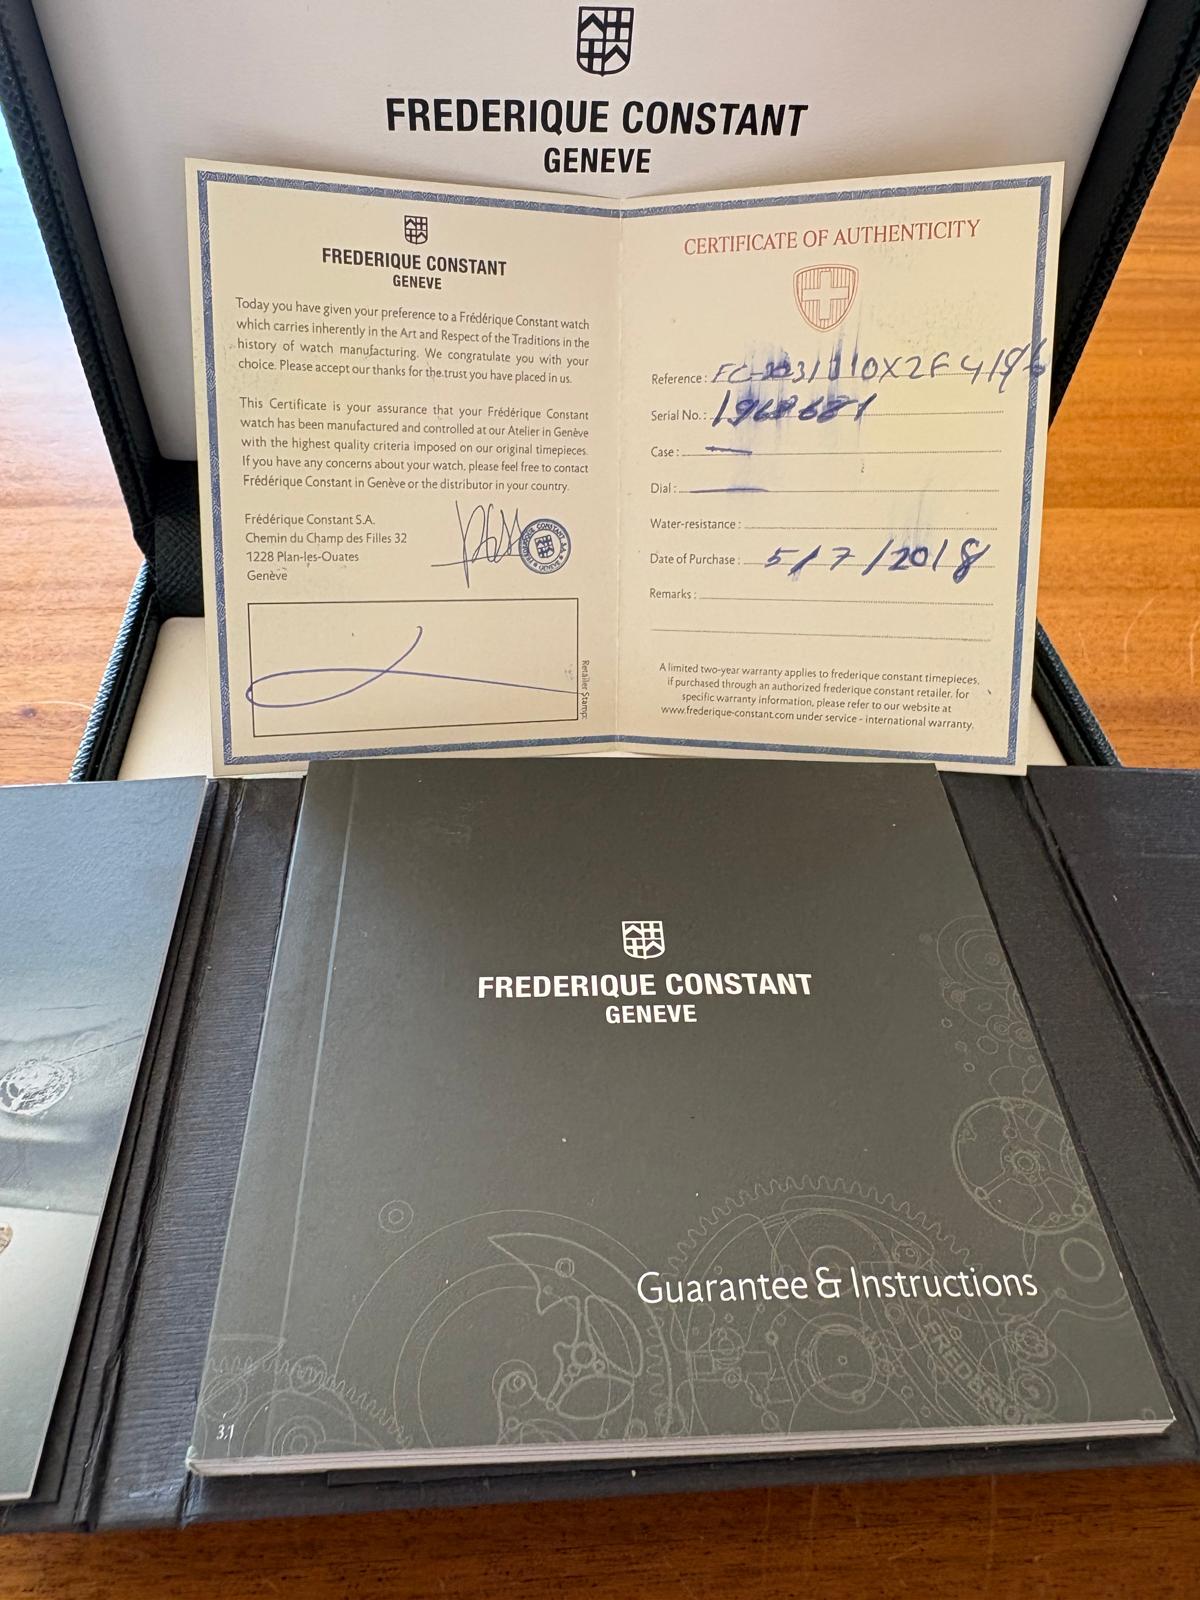 FREDERIQUE CONSTANT
GENEVE
FREDERIQUE CONSTANT
GENEVE
Today you have given your preference to a Frédérique Constant watch
which carries inherently in the Art and Respect of the Traditions in the
history of watch manufacturing. We congratulate you with your
choice. Please accept our thanks for the trust you have placed in us.
This Certificate is your assurance that your Frédérique Constant
watch has been manufactured and controlled at our Atelier in Genève
with the highest quality criteria imposed on our original timepieces.
If you have any concerns about your watch, please feel free to contact
Frédérique Constant in Genève or the distributor in your country.
Frédérique Constant S.A.
Chemin du Champ des Filles 32
1228 Plan-les-Ouates
Genève
Retailer Stamp:
CERTIFICATE OF AUTHENTICITY
Reference:
Serial No.:
Case:
Dial:
Water-resistance:
Date of Purchase: 5/7/2018
Remarks:
A limited two-year warranty applies to frederique constant timepieces,
if purchased through an authorized frederique constant retailer. for
specific warranty information, please refer to our website at
www.frederique-constant.com under service - international warranty.
FREDERIQUE CONSTANT
GENEVE
Guarantee & Instructions
3.1